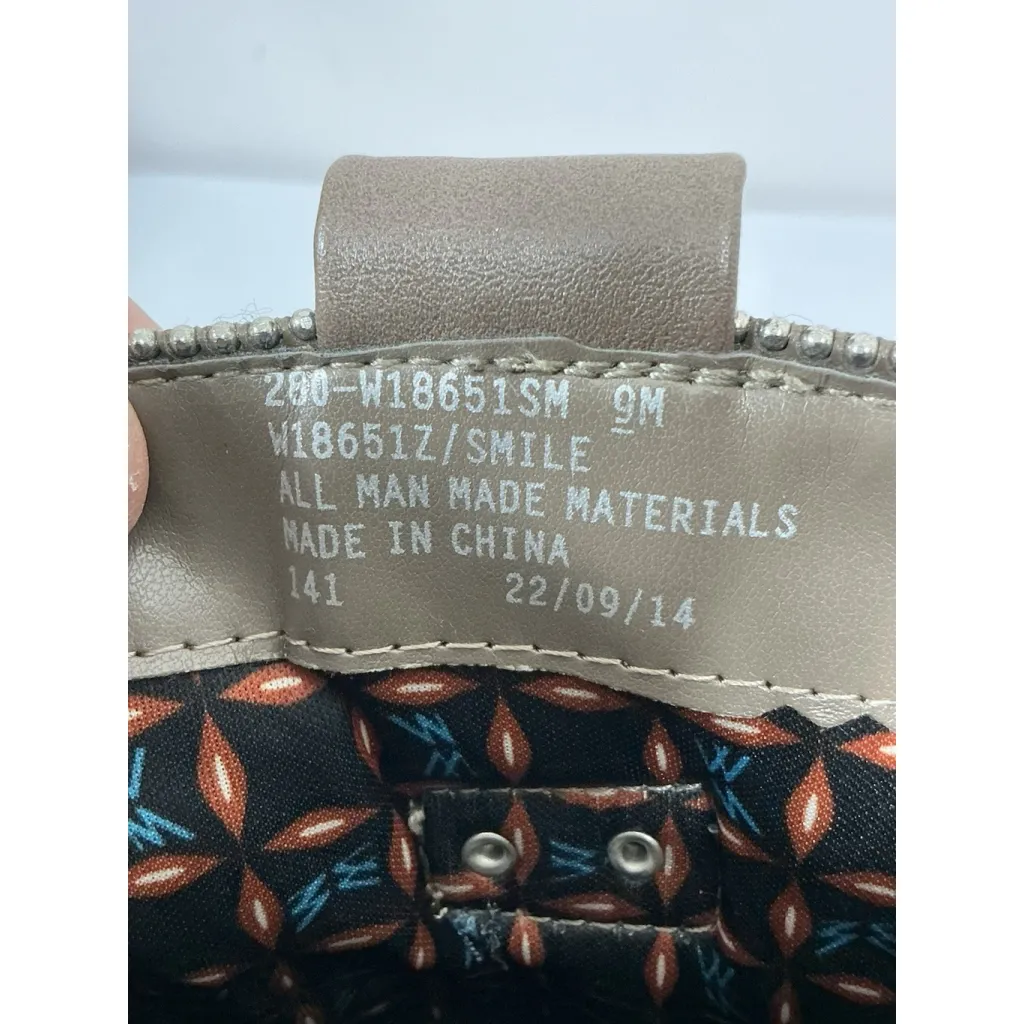 200-W18651SM 9M
W18651Z/SMILE
ALL MAN MADE MATERIALS
MADE IN CHINA
141 22/09/14